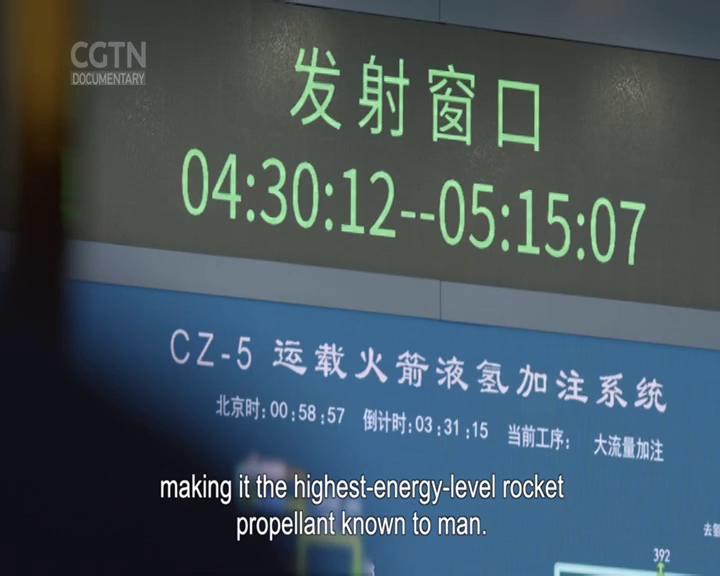 CGTN
DOCUMENTARY
发射窗口
04:30:12--05:15:07
CZ-5 运载火箭液氢加注系统
北京时:00:58:57 倒计时:03:31:15 当前工序: 大流量加注
making it the highest-energy-level rocket
propellant known to man.
392